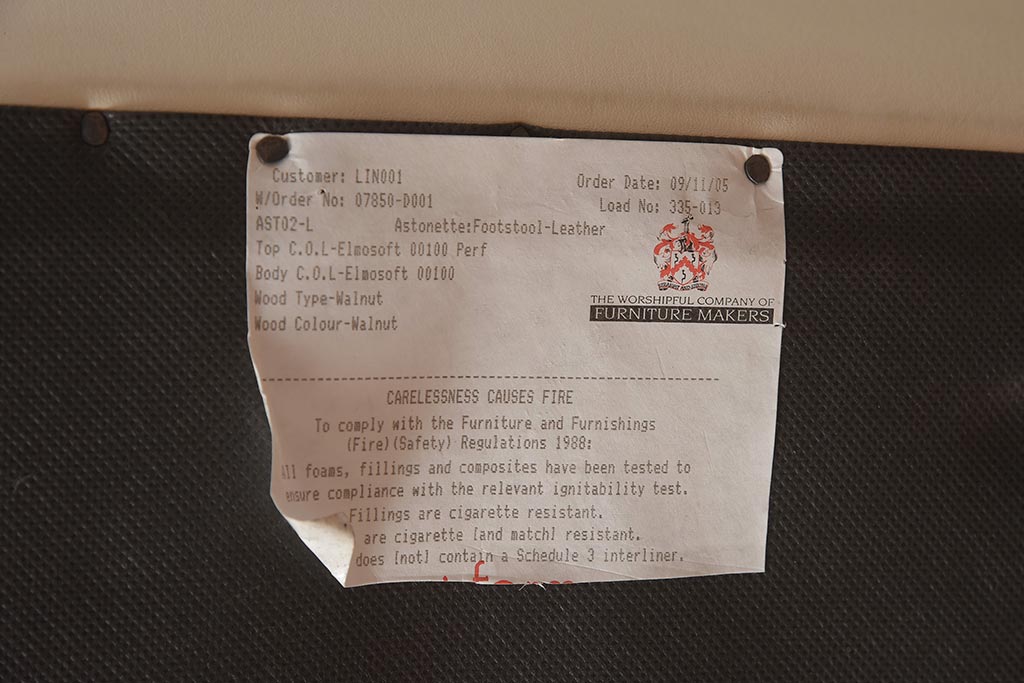 Customer: LIN001
Order Date: 09/11/05
W/Order No: 07850-D001
Load No: 335-013
AST02-L Astonette:Footstool-Leather
Top C.O.L-Elmosoft 00100 Perf
Body C.O.L-Elmosoft 00100
Wood Type-Walnut
Wood Colour-Walnut
THE WORSHIPFUL COMPANY OF
FURNITURE MAKERS
CARELESSNESS CAUSES FIRE
To comply with the Furniture and Furnishings
(Fire)(Safety) Regulations 1988:
All foams, fillings and composites have been tested to
ensure compliance with the relevant ignitability test.
Fillings are cigarette resistant.
are cigarette [and match] resistant.
does [not] contain a Schedule 3 interliner.